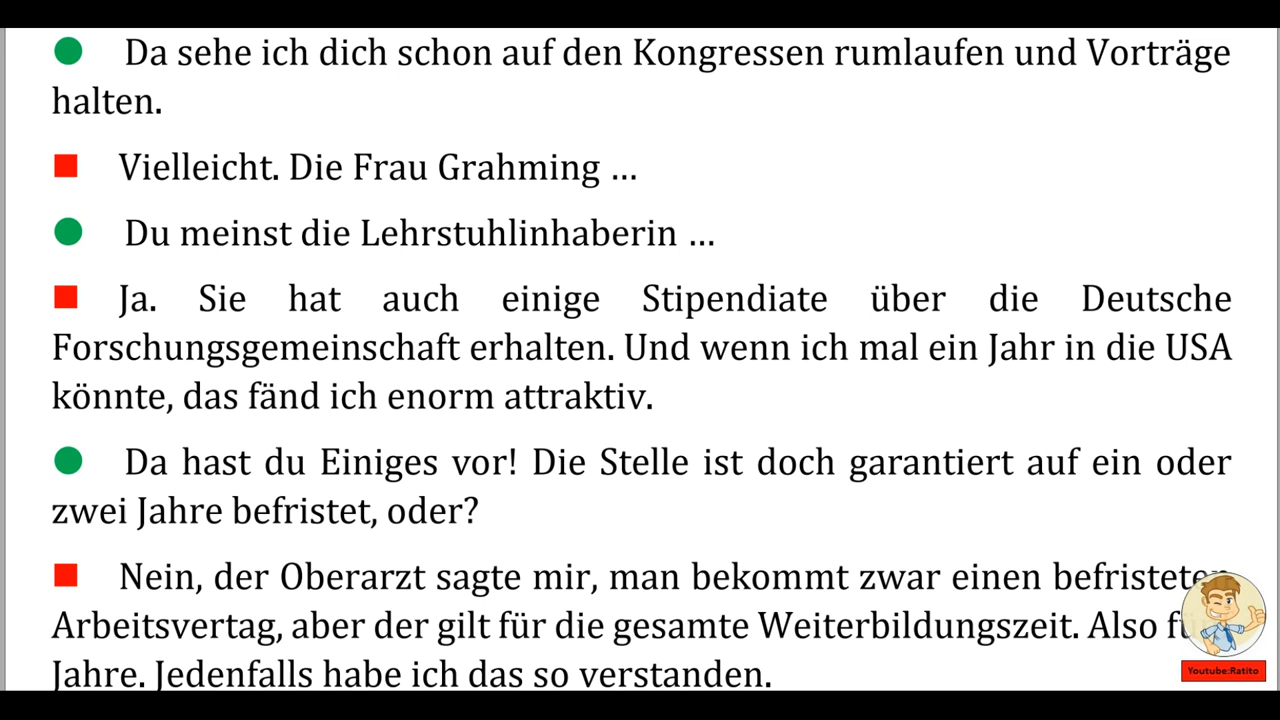 Da sehe ich dich schon auf den Kongressen rumlaufen und Vorträge
halten.
Vielleicht. Die Frau Grahming ...
Du meinst die Lehrstuhlinhaberin ...
Ja. Sie hat auch einige Stipendiate über die Deutsche
Forschungsgemeinschaft erhalten. Und wenn ich mal ein Jahr in die USA
könnte, das fänd ich enorm attraktiv.
Da hast du Einiges vor! Die Stelle ist doch garantiert auf ein oder
zwei Jahre befristet, oder?
Nein, der Oberarzt sagte mir, man bekommt zwar einen befristeten
Arbeitsvertag, aber der gilt für die gesamte Weiterbildungszeit. Also
Jahre. Jedenfalls habe ich das so verstanden.
Youtube:Ratito